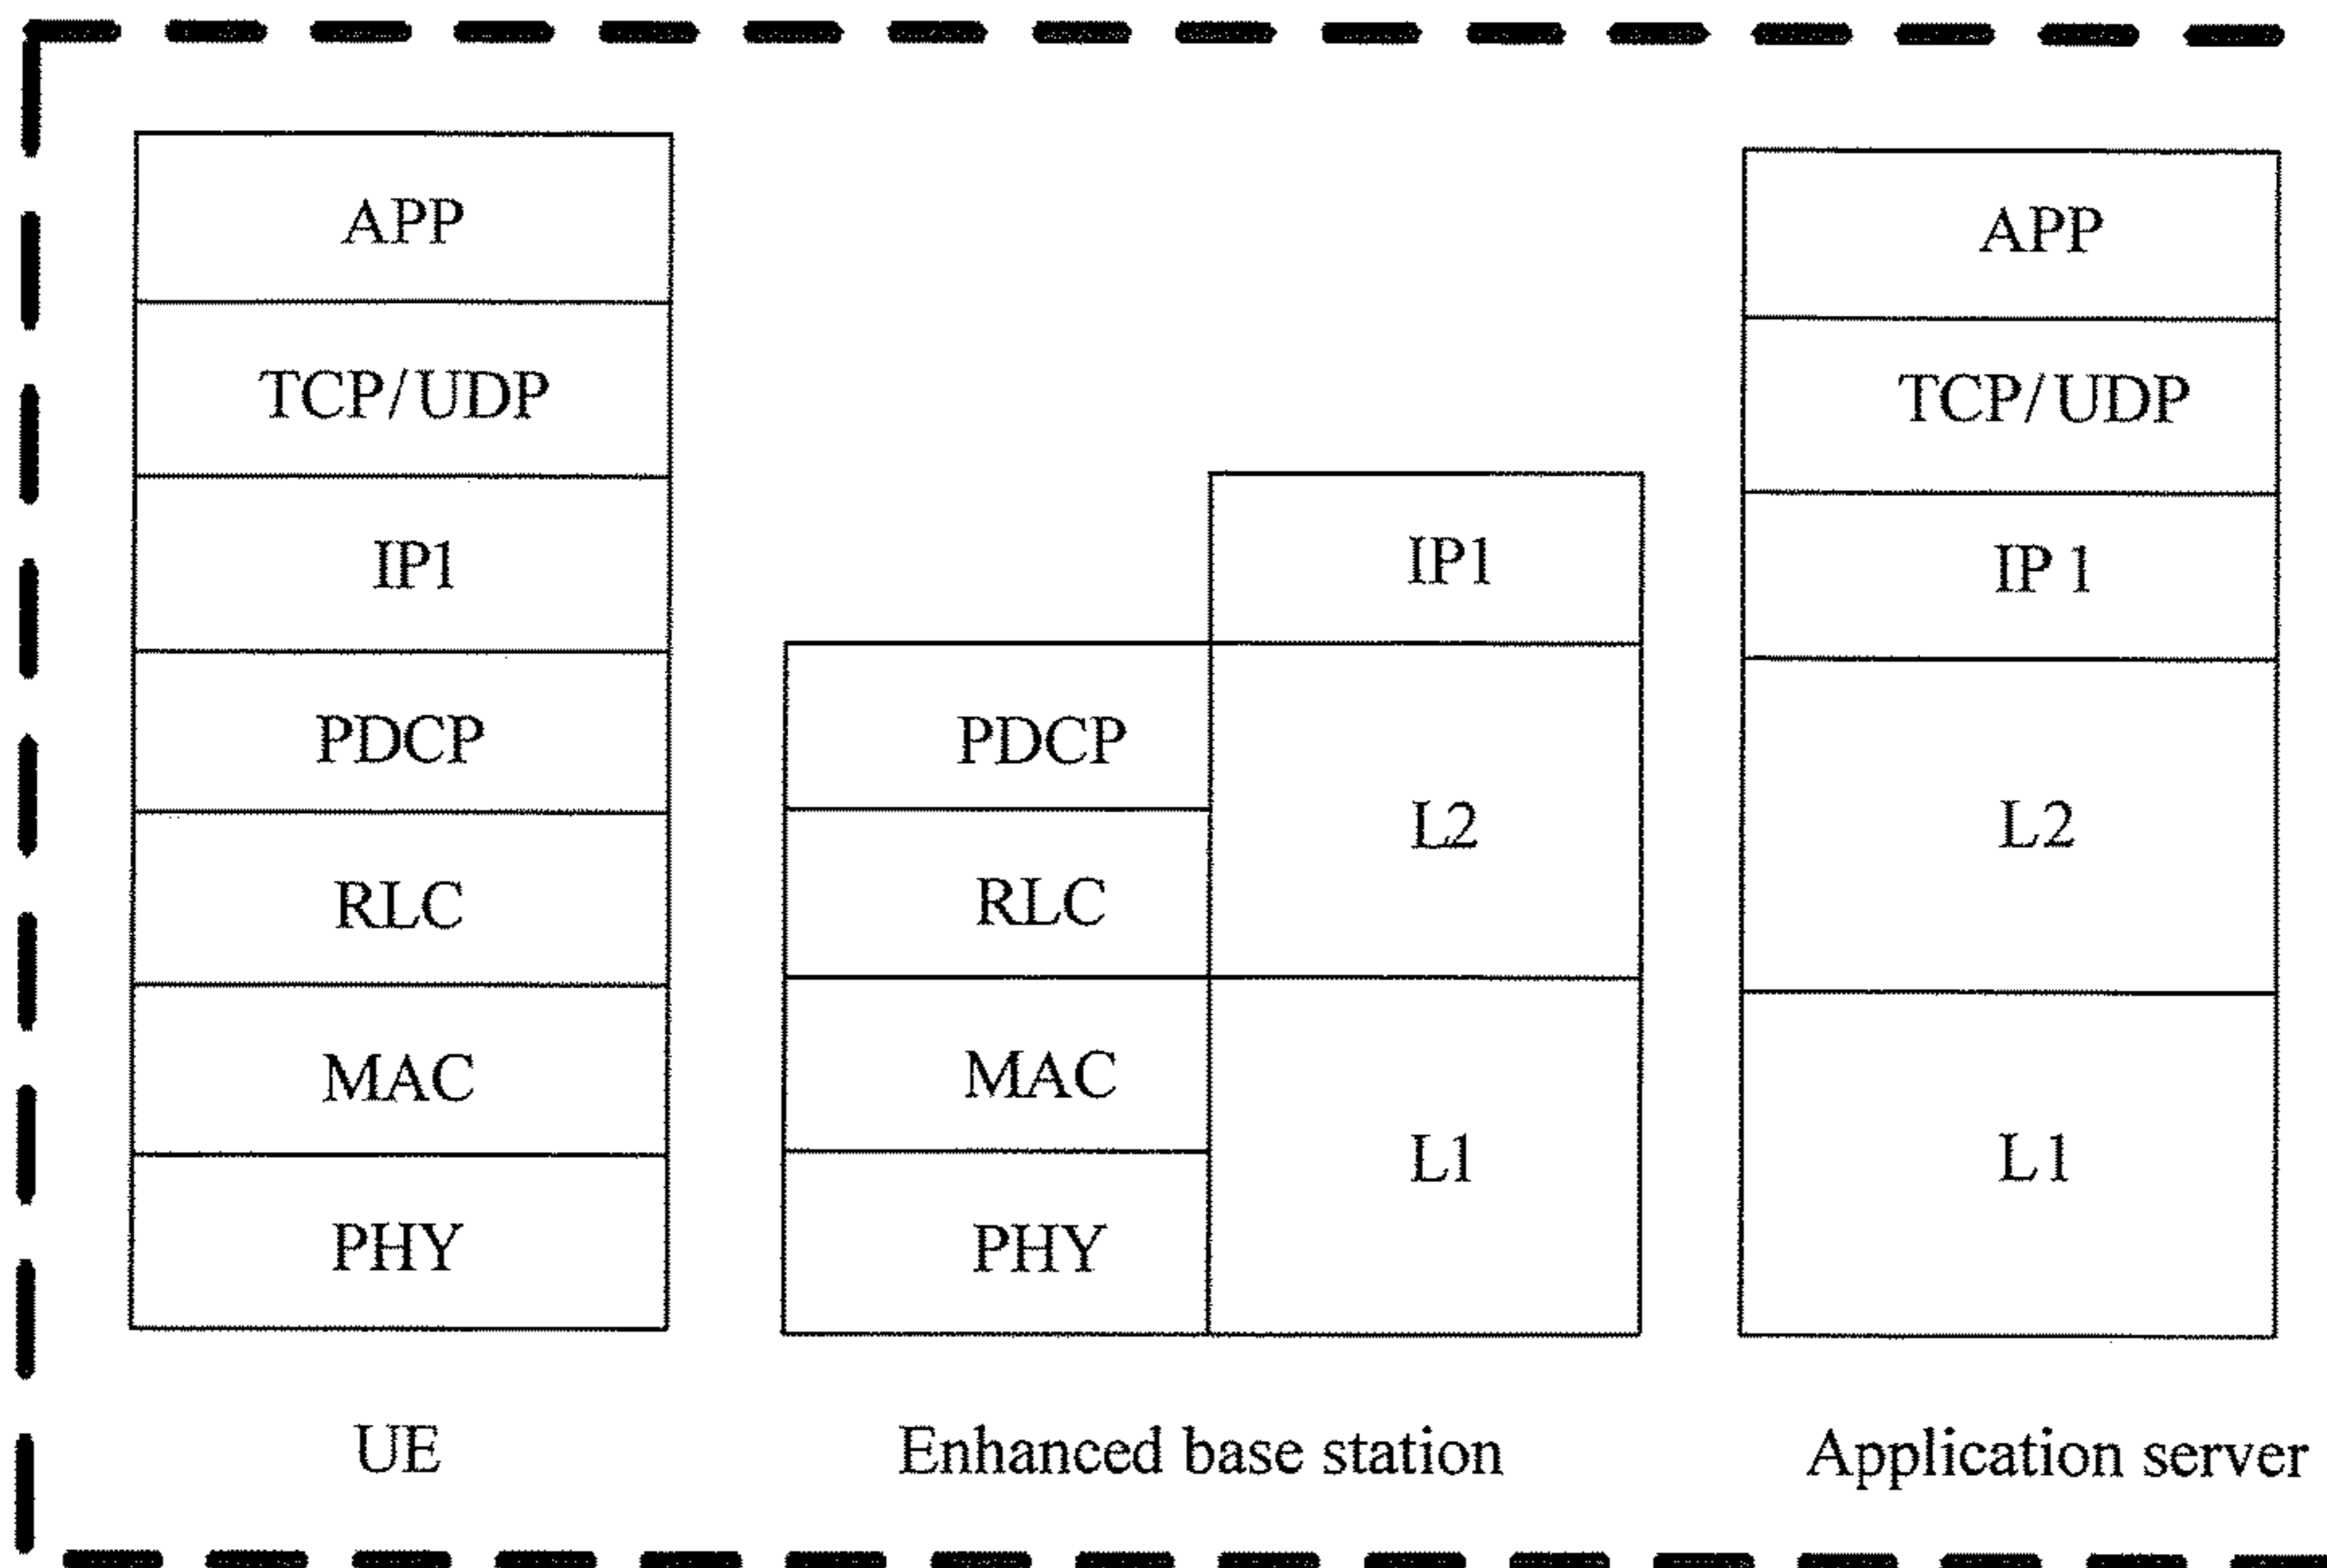 APP
TCP/UDP
IP1
PDCP
RLC
MAC
PHY
UE
PDCP
RLC
MAC
PHY
IP1
L2
L1
Enhanced base station
APP
TCP/UDP
IP 1
L2
L1
Application server